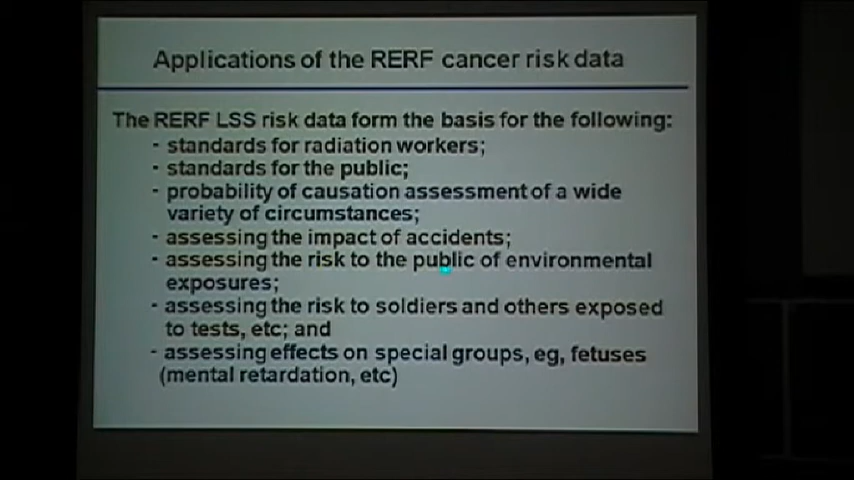 Applications of the RERF cancer risk data
The RERF LSS risk data form the basis for the following:
- standards for radiation workers;
- standards for the public;
- probability of causation assessment of a wide
variety of circumstances;
- assessing the impact of accidents;
- assessing the risk to the public of environmental
exposures;
- assessing the risk to soldiers and others exposed
to tests, etc; and
- assessing effects on special groups, eg, fetuses
(mental retardation, etc)